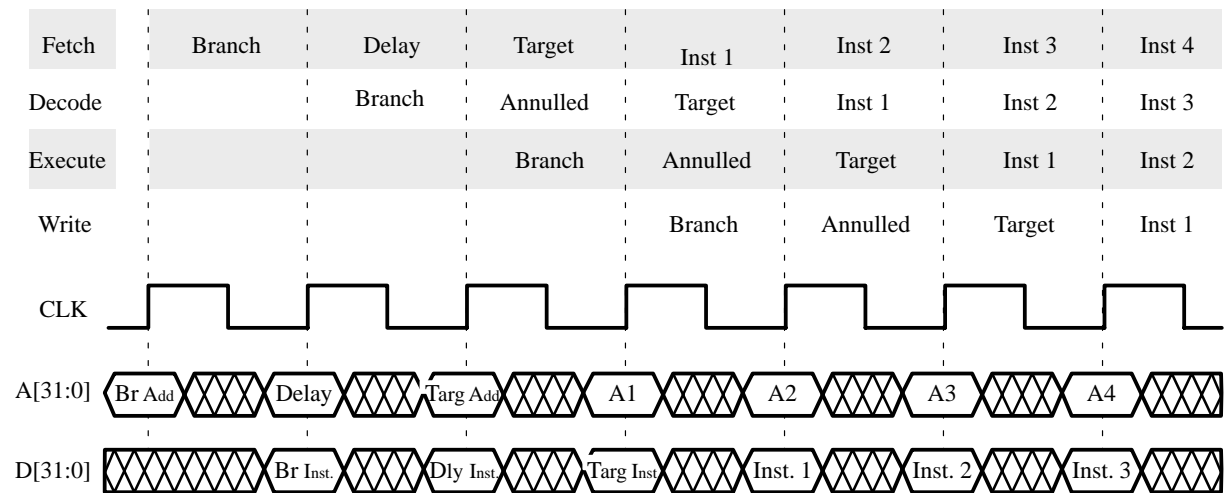 Fetch Branch Delay Target Inst 1 Inst 2 Inst 3 Inst 4
Decode Branch Annulled Target Inst 1 Inst 2 Inst 3
Execute Branch Annulled Target Inst 1 Inst 2
Write Branch Annulled Target Inst 1
CLK
A[31:0] Br Add Delay Targ Add A1 A2 A3 A4
D[31:0] Br Inst. Dly Inst. Targ Inst Inst. 1 Inst. 2 Inst. 3